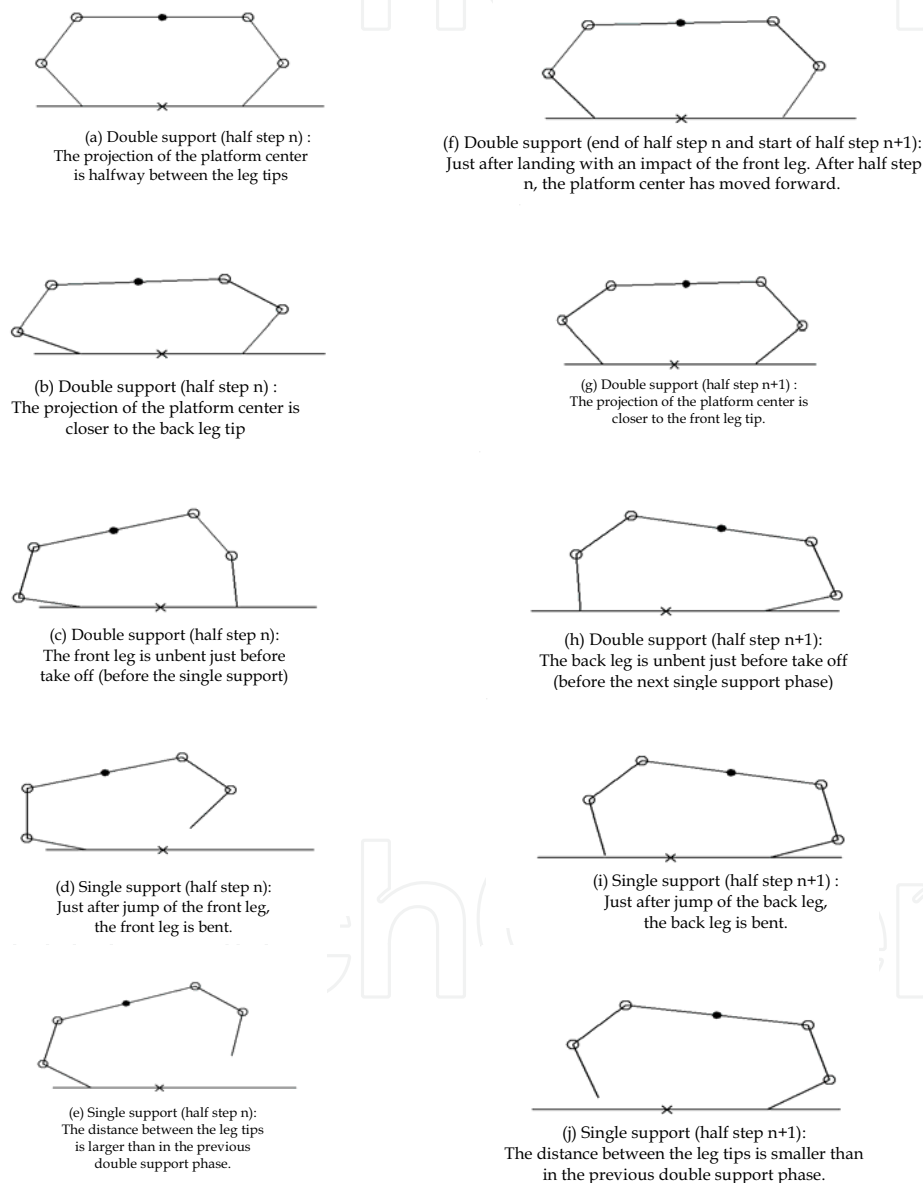 (a) Double support (half step n) :
The projection of the platform center
is halfway between the leg tips
(b) Double support (half step n) :
The projection of the platform center is
closer to the back leg tip
(c) Double support (half step n):
The front leg is unbent just before
take off (before the single support)
(d) Single support (half step n):
Just after jump of the front leg,
the front leg is bent.
(e) Single support (half step n):
The distance between the leg tips
is larger than in the previous
double support phase.
(f) Double support (end of half step n and start of half step n+1):
Just after landing with an impact of the front leg. After half step
n, the platform center has moved forward.
(g) Double support (half step n+1) :
The projection of the platform center is
closer to the front leg tip.
(h) Double support (half step n+1):
The back leg is unbent just before take off
(before the next single support phase)
(i) Single support (half step n+1) :
Just after jump of the back leg,
the back leg is bent.
(j) Single support (half step n+1):
The distance between the leg tips is smaller than
in the previous double support phase.